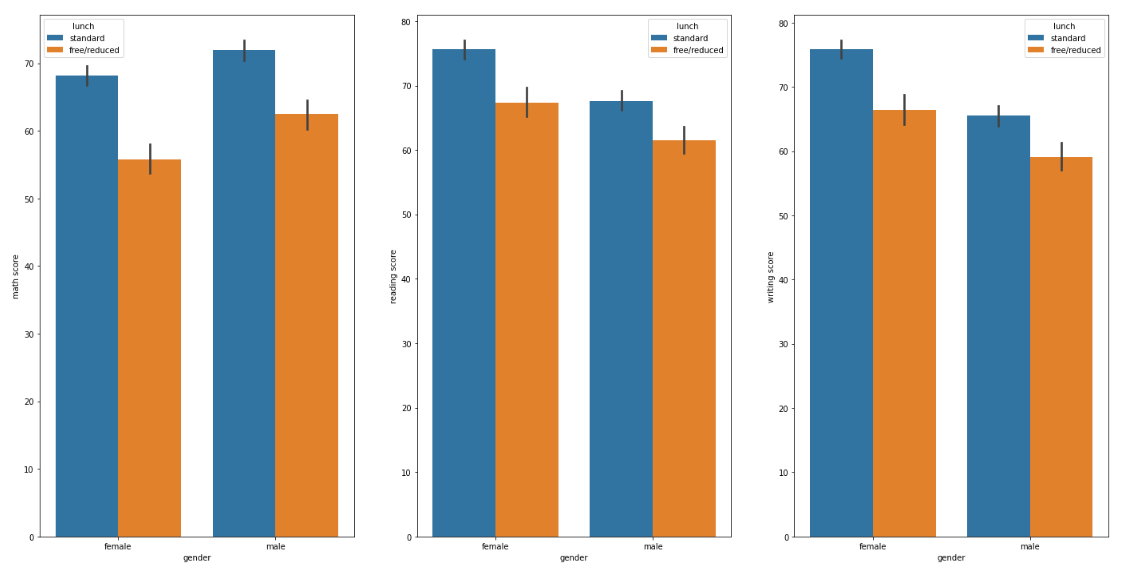 lunch
standard
free/reduced
70
60
50
40
30
20
10
0
math score
female
male
gender
lunch
standard
free/reduced
80
70
60
50
40
30
20
10
0
reading score
female
male
gender
lunch
standard
free/reduced
80
70
60
50
40
30
20
10
0
writing score
female
male
gender